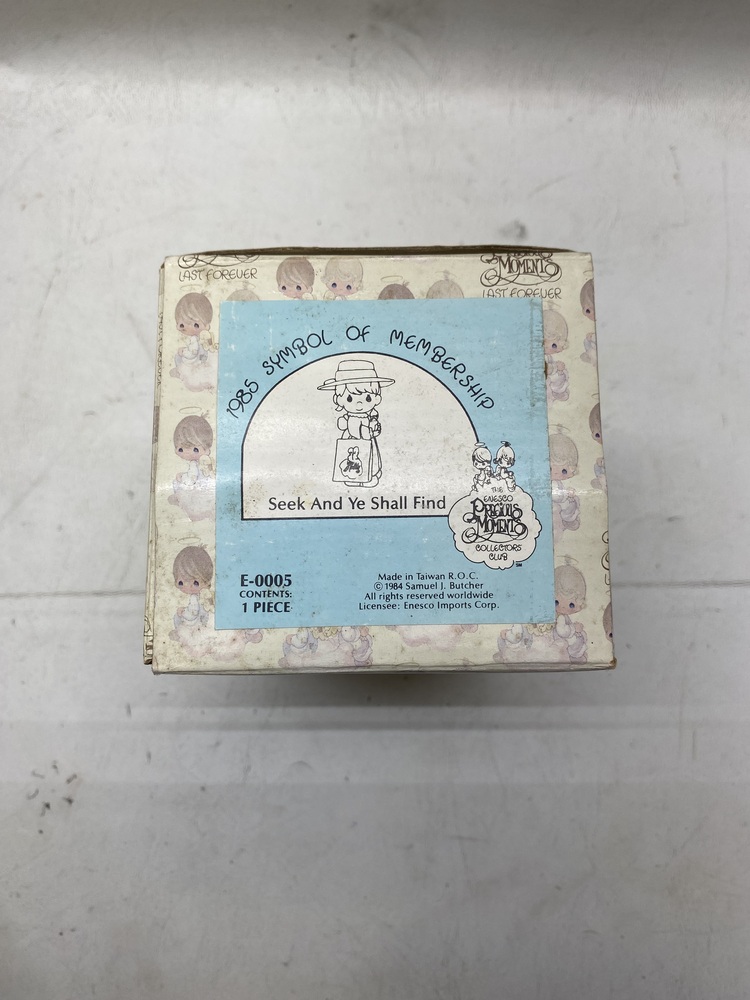 MOMENTS
LAST FOREVER
LAST FOREVER
1985 SYMBOL OF MEMBERSHIP
Seek And Ye Shall Find
THE
ENESCO
PRECIOUS
MOMENTS
COLLECTORS
CLUB
SM
E-0005
CONTENTS:
1 PIECE
Made in Taiwan R.O.C.
© 1984 Samuel J. Butcher
All rights reserved worldwide
Licensee: Enesco Imports Corp.